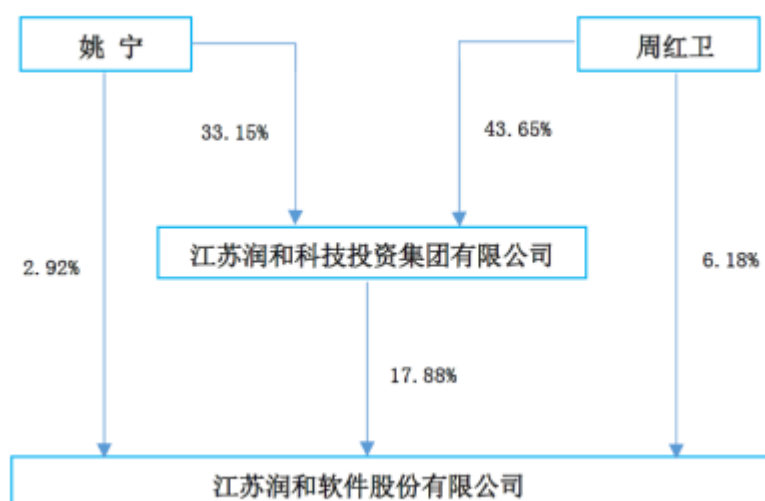 姚 宁
周红卫
33.15%
43.65%
江苏润和科技投资集团有限公司
2.92%
6.18%
17.88%
江苏润和软件股份有限公司